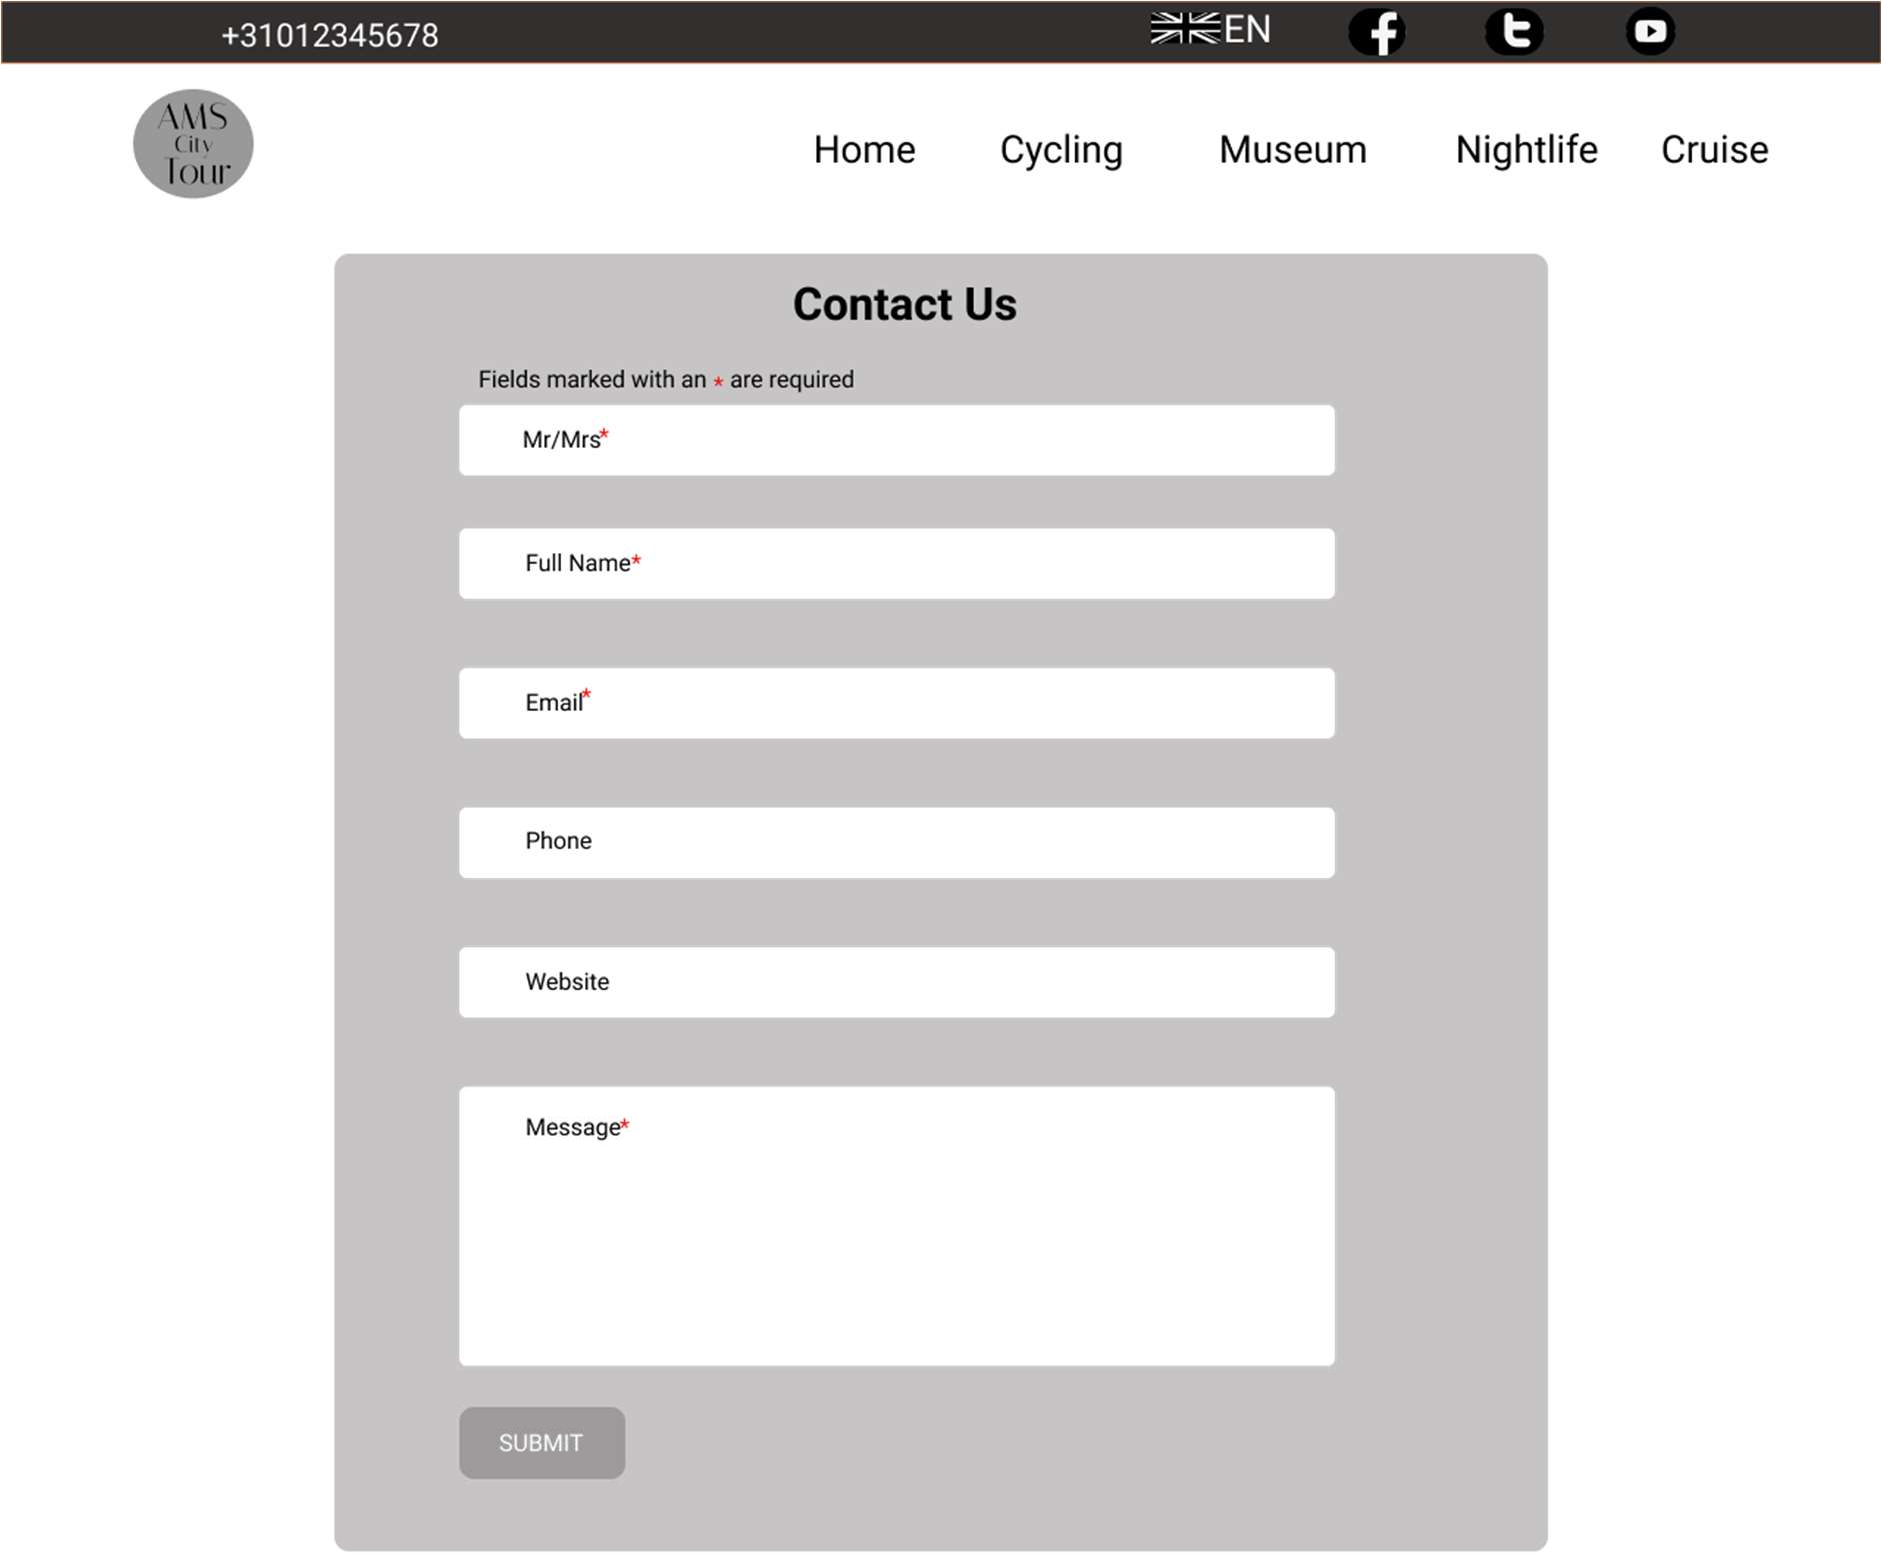 +31012345678
EN
AMS
City
Tour
Home Cycling Museum Nightlife Cruise
Contact Us
Fields marked with an * are required
Mr/Mrs*
Full Name*
Email*
Phone
Website
Message*
SUBMIT